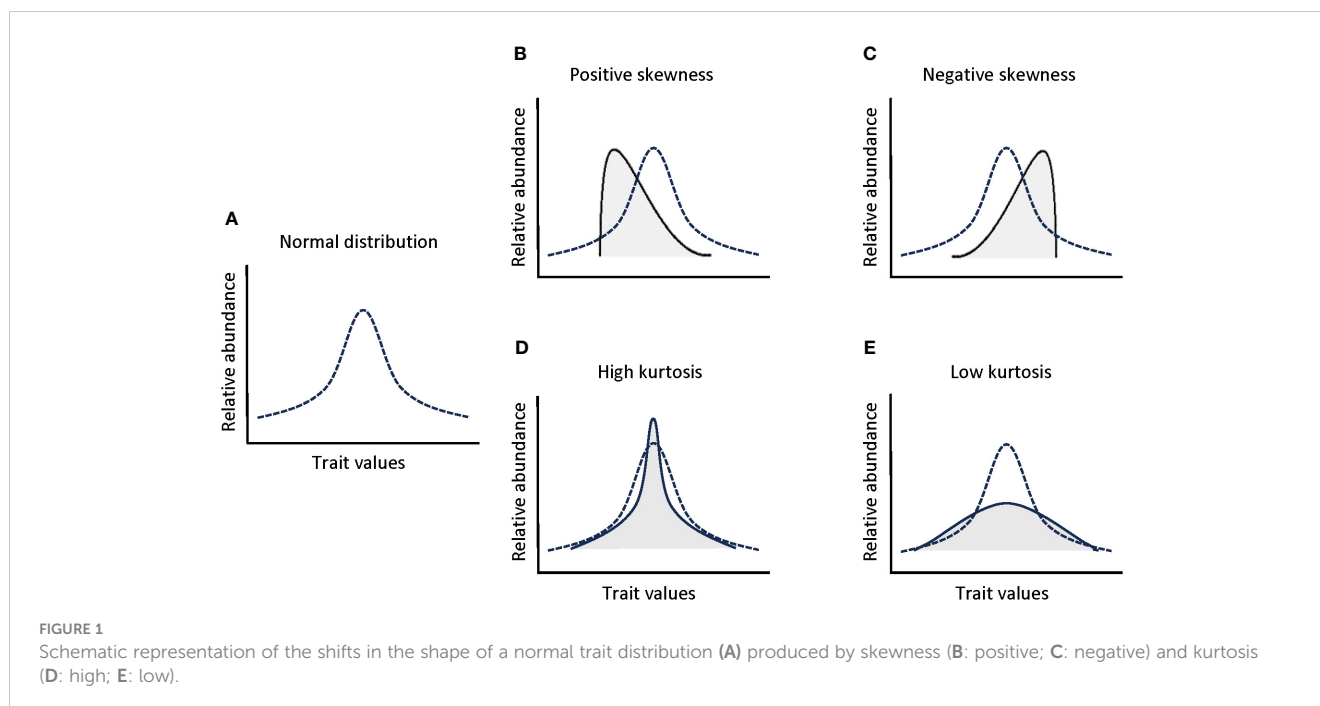 A
Normal distribution
Relative abundance
Trait values
B
Positive skewness
Relative abundance
C
Negative skewness
Relative abundance
D
High kurtosis
Relative abundance
Trait values
E
Low kurtosis
Relative abundance
Trait values
FIGURE 1
Schematic representation of the shifts in the shape of a normal trait distribution (A) produced by skewness (B: positive; C: negative) and kurtosis
(D: high; E: low).